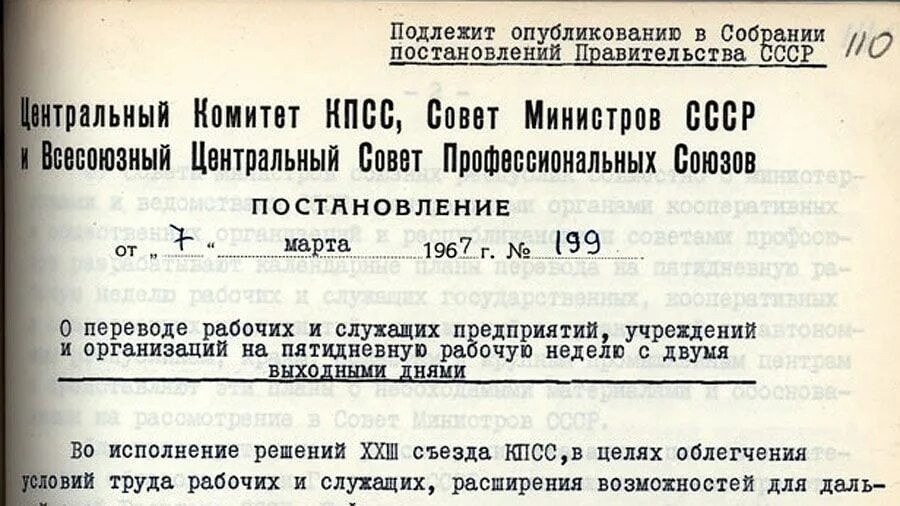 Подлежит опубликованию в Собрании
постановлений Правительства СССР
110
Центральный Комитет КПСС, Совет Министров СССР
и Всесоюзный Центральный Совет Профессиональных Союзов
ПОСТАНОВЛЕНИЕ
от „ 7 “ марта 1967 г. № 199
О переводе рабочих и служащих предприятий, учреждений
и организаций на пятидневную рабочую неделю с двумя
выходными днями
Во исполнение решений XXIII съезда КПСС,в целях облегчения
условий труда рабочих и служащих, расширения возможностей для даль-